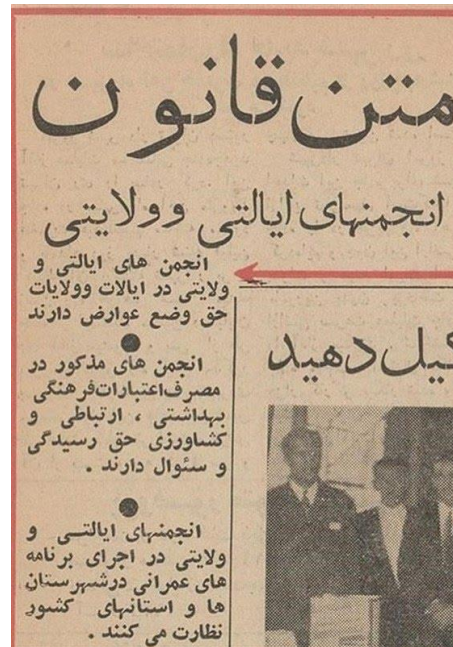 متن قانون
انجمنهای ایالتی وولایتی
انجمن های ایالتی و
ولایتی در ایالات وولایات
حق وضع عوارض دارند
انجمن های مذکور در
مصرف اعتبارات فرهنگی
بهداشتی ، ارتباطی و
کشاورزی حق رسیدگی
و سئوال دارند .
انجمنهای ایالتی و
ولایتی در اجرای برنامه
های عمرانی درشهرستان
ها و استانهای کشور
نظارت می کنند .
دهید